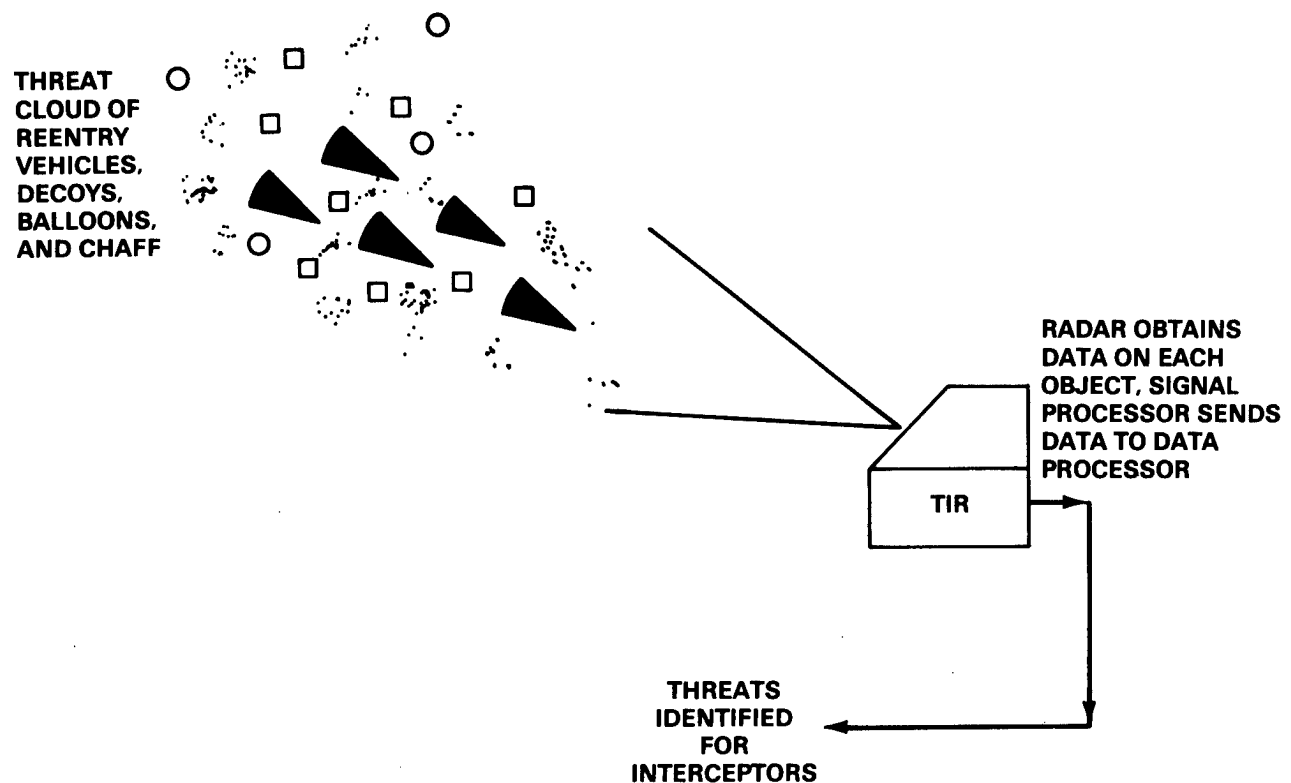 THREAT
CLOUD OF
REENTRY
VEHICLES,
DECOYS,
BALLOONS,
AND CHAFF
RADAR OBTAINS
DATA ON EACH
OBJECT, SIGNAL
PROCESSOR SENDS
DATA TO DATA
PROCESSOR
TIR
THREATS
IDENTIFIED
FOR
INTERCEPTORS